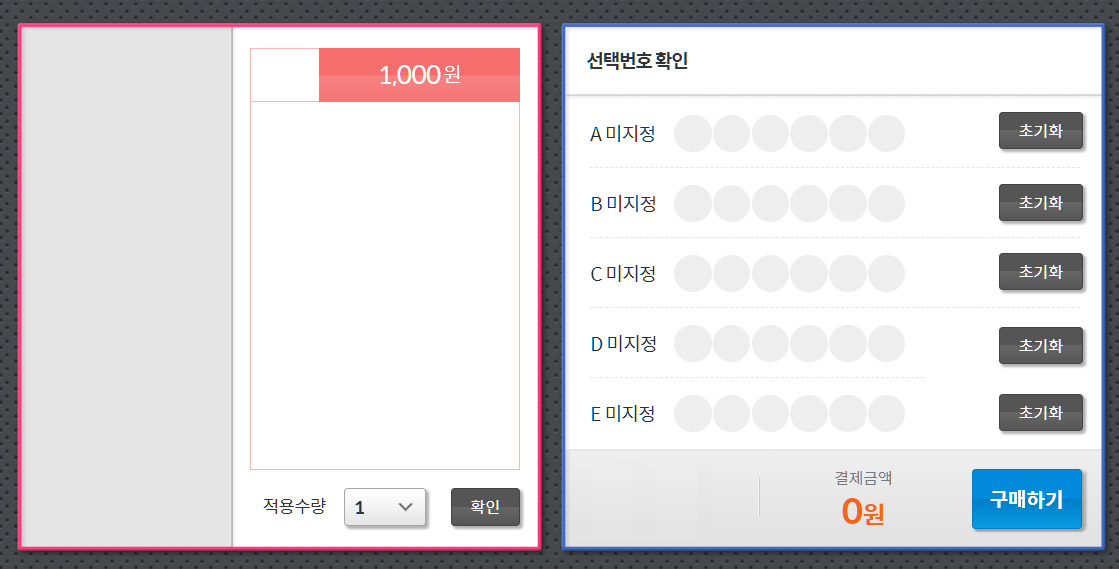 1,000원
적용수량 1 확인
선택번호 확인
A 미지정 초기화
B 미지정 초기화
C 미지정 초기화
D 미지정 초기화
E 미지정 초기화
결제금액
0원
구매하기